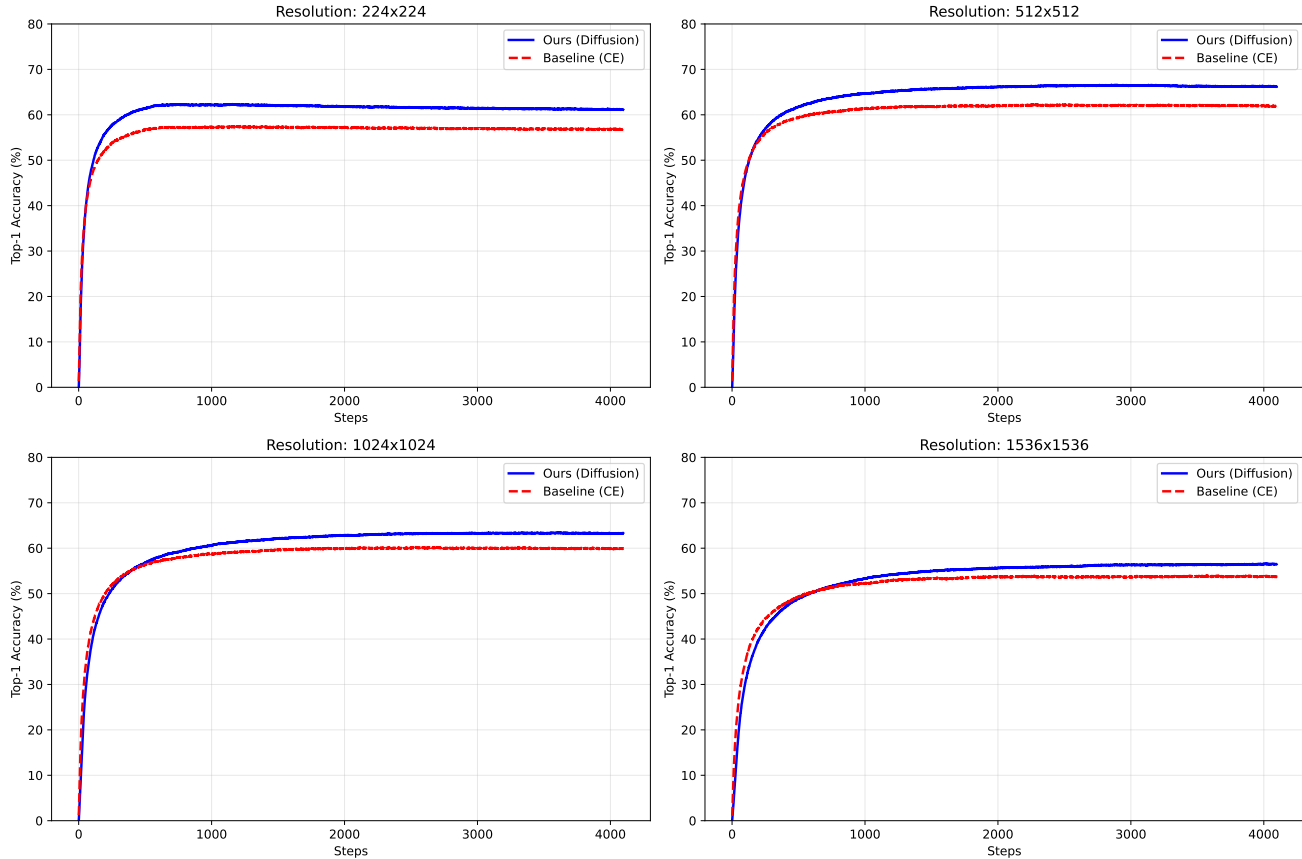 Resolution: 224x224
Top-1 Accuracy (%)
80
70
60
50
40
30
20
10
0
Ours (Diffusion)
Baseline (CE)
0 1000 2000 3000 4000
Steps
Resolution: 512x512
Top-1 Accuracy (%)
80
70
60
50
40
30
20
10
0
Ours (Diffusion)
Baseline (CE)
0 1000 2000 3000 4000
Steps
Resolution: 1024x1024
Top-1 Accuracy (%)
80
70
60
50
40
30
20
10
0
Ours (Diffusion)
Baseline (CE)
0 1000 2000 3000 4000
Steps
Resolution: 1536x1536
Top-1 Accuracy (%)
80
70
60
50
40
30
20
10
0
Ours (Diffusion)
Baseline (CE)
0 1000 2000 3000 4000
Steps